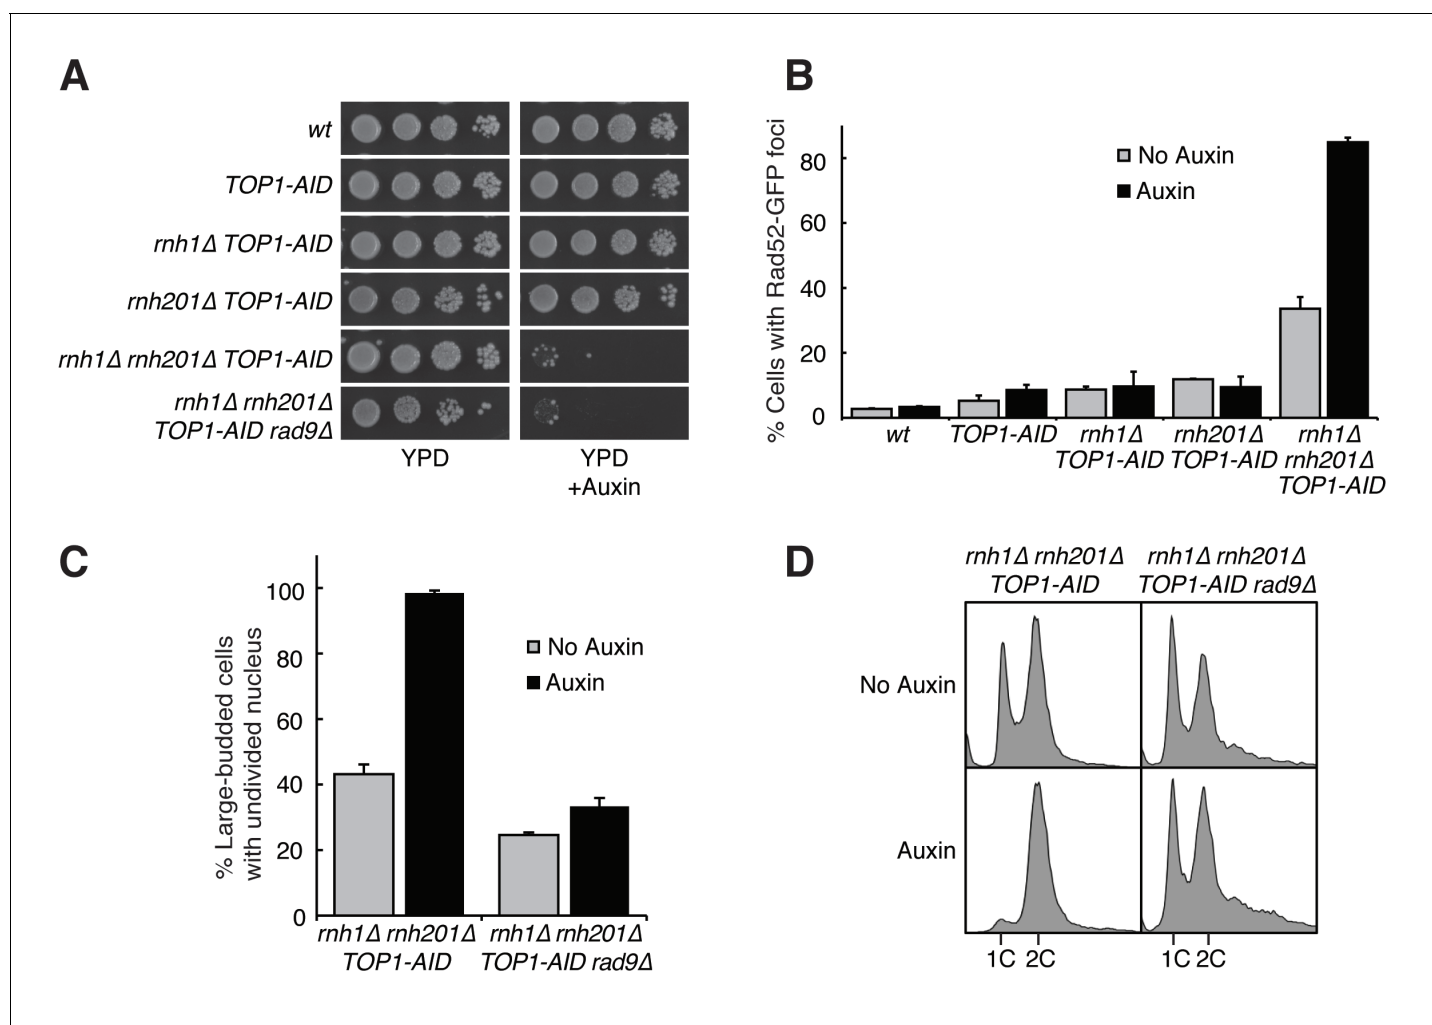 A
wt
TOP1-AID
rnh1Δ TOP1-AID
rnh201Δ TOP1-AID
rnh1Δ rnh201Δ TOP1-AID
rnh1Δ rnh201Δ
TOP1-AID rad9Δ
YPD
YPD
+Auxin
B
% Cells with Rad52-GFP foci
80
60
40
20
0
No Auxin
Auxin
wt
TOP1-AID
rnh1Δ
TOP1-AID
rnh201Δ
TOP1-AID
rnh1Δ
rnh201Δ
TOP1-AID
C
% Large-budded cells
with undivided nucleus
100
80
60
40
20
0
No Auxin
Auxin
rnh1Δ rnh201Δ
TOP1-AID
rnh1Δ rnh201Δ
TOP1-AID rad9Δ
D
rnh1Δ rnh201Δ
TOP1-AID
rnh1Δ rnh201Δ
TOP1-AID rad9Δ
No Auxin
Auxin
1C 2C
1C 2C